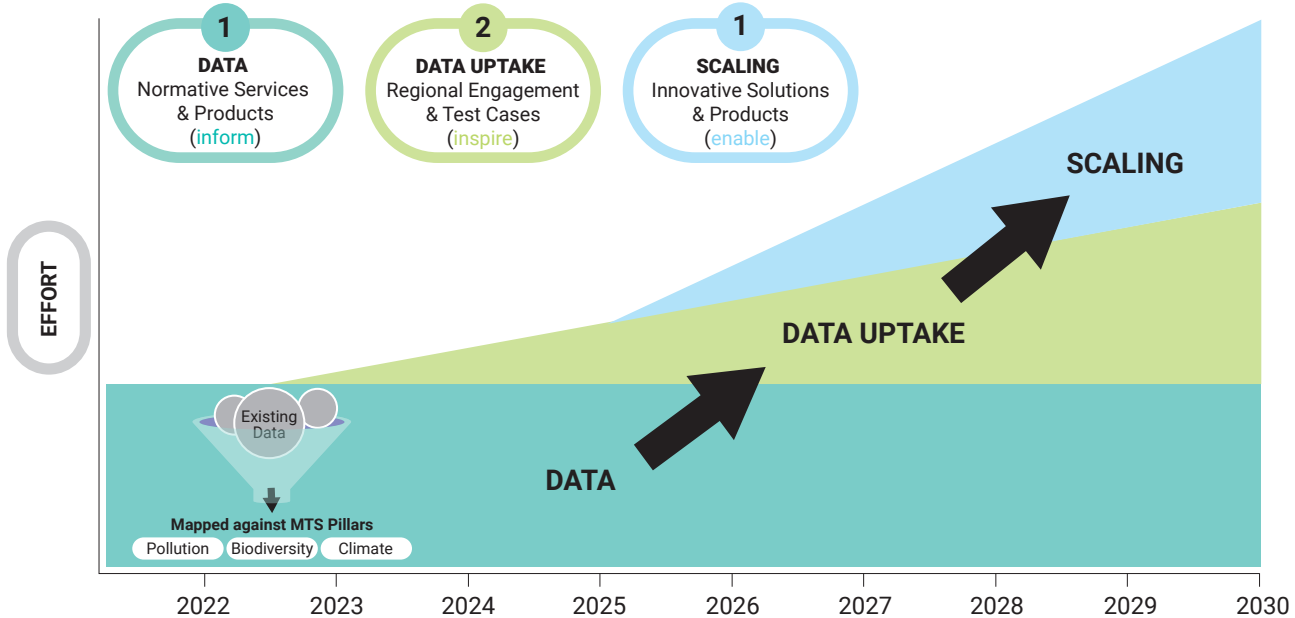 1
DATA
Normative Services
& Products
(inform)
2
DATA UPTAKE
Regional Engagement
& Test Cases
(inspire)
1
SCALING
Innovative Solutions
& Products
(enable)
EFFORT
SCALING
DATA UPTAKE
DATA
Existing
Data
Mapped against MTS Pillars
Pollution Biodiversity Climate
2022 2023 2024 2025 2026 2027 2028 2029 2030